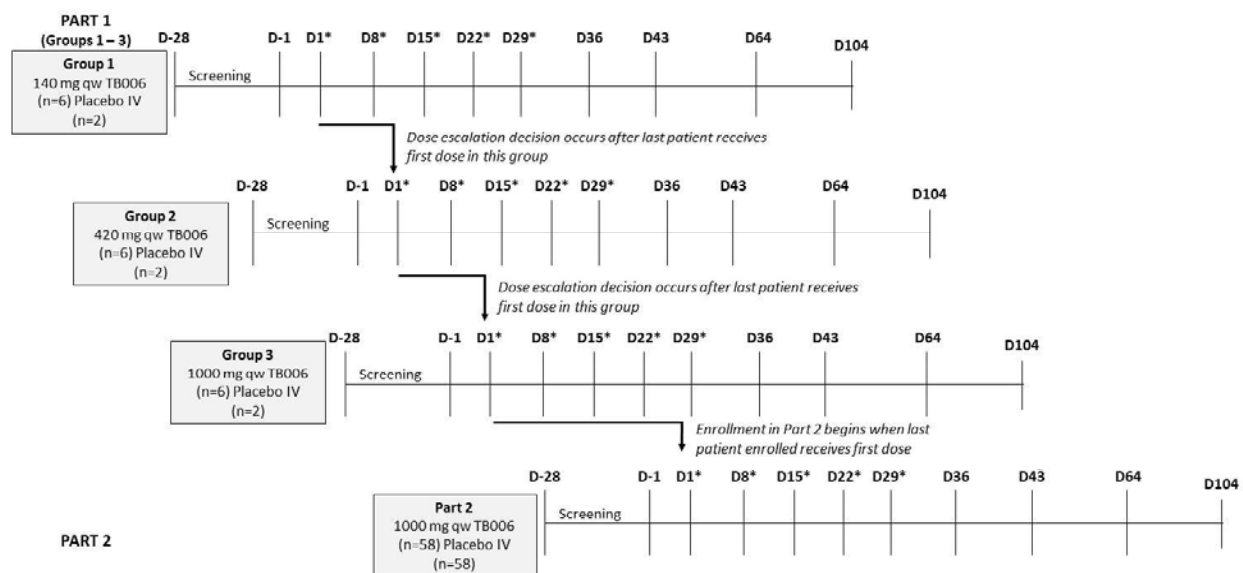 PART 1
(Groups 1 – 3)
D-28 D-1 D1* D8* D15* D22* D29* D36 D43 D64 D104
Group 1
140 mg qw TB006
(n=6) Placebo IV
(n=2)
Screening
Dose escalation decision occurs after last patient receives
first dose in this group
D-28 D-1 D1* D8* D15* D22* D29* D36 D43 D64 D104
Group 2
420 mg qw TB006
(n=6) Placebo IV
(n=2)
Screening
Dose escalation decision occurs after last patient receives
first dose in this group
D-28 D-1 D1* D8* D15* D22* D29* D36 D43 D64 D104
Group 3
1000 mg qw TB006
(n=6) Placebo IV
(n=2)
Screening
Enrollment in Part 2 begins when last
patient enrolled receives first dose
D-28 D-1 D1* D8* D15* D22* D29* D36 D43 D64 D104
Part 2
1000 mg qw TB006
(n=58) Placebo IV
(n=58)
Screening
PART 2